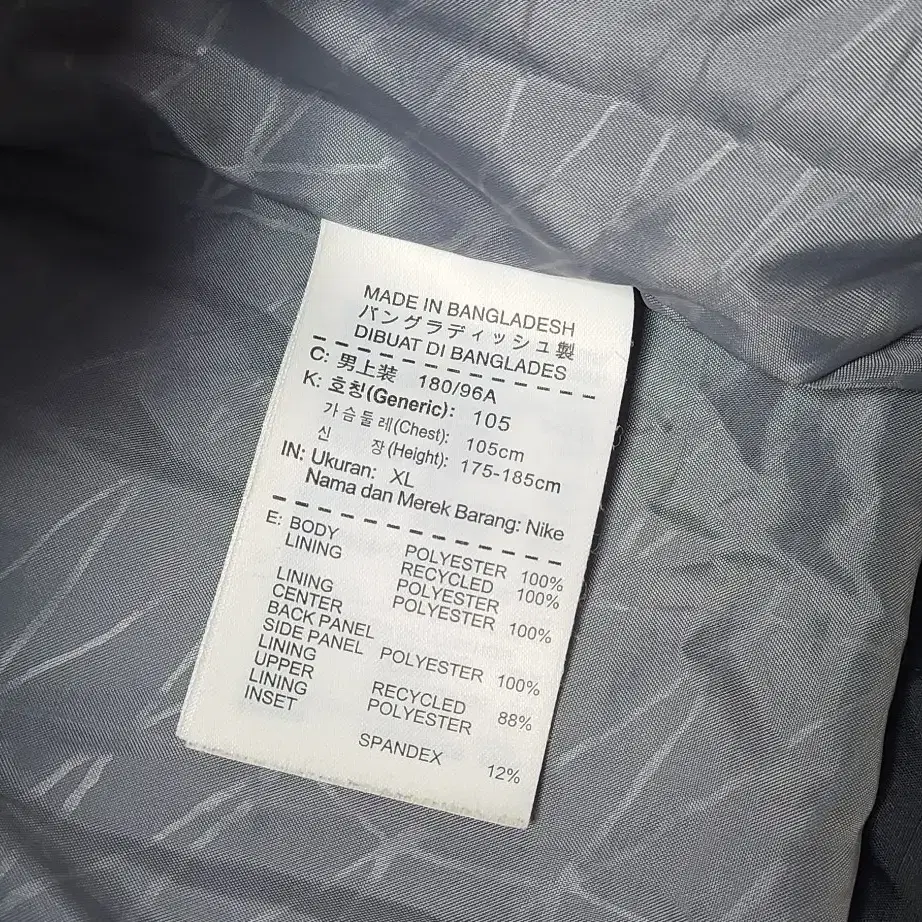 MADE IN BANGLADESH
バングラディッシュ製
DIBUAT DI BANGLADES
C: 男上装 180/96A
K: 호칭(Generic): 105
가슴둘레(Chest): 105cm
신 장(Height): 175-185cm
IN: Ukuran: XL
Nama dan Merek Barang: Nike
E: BODY POLYESTER 100%
LINING RECYCLED 100%
POLYESTER
LINING POLYESTER 100%
CENTER
BACK PANEL
SIDE PANEL POLYESTER 100%
LINING
UPPER RECYCLED 88%
LINING POLYESTER
INSET
SPANDEX 12%